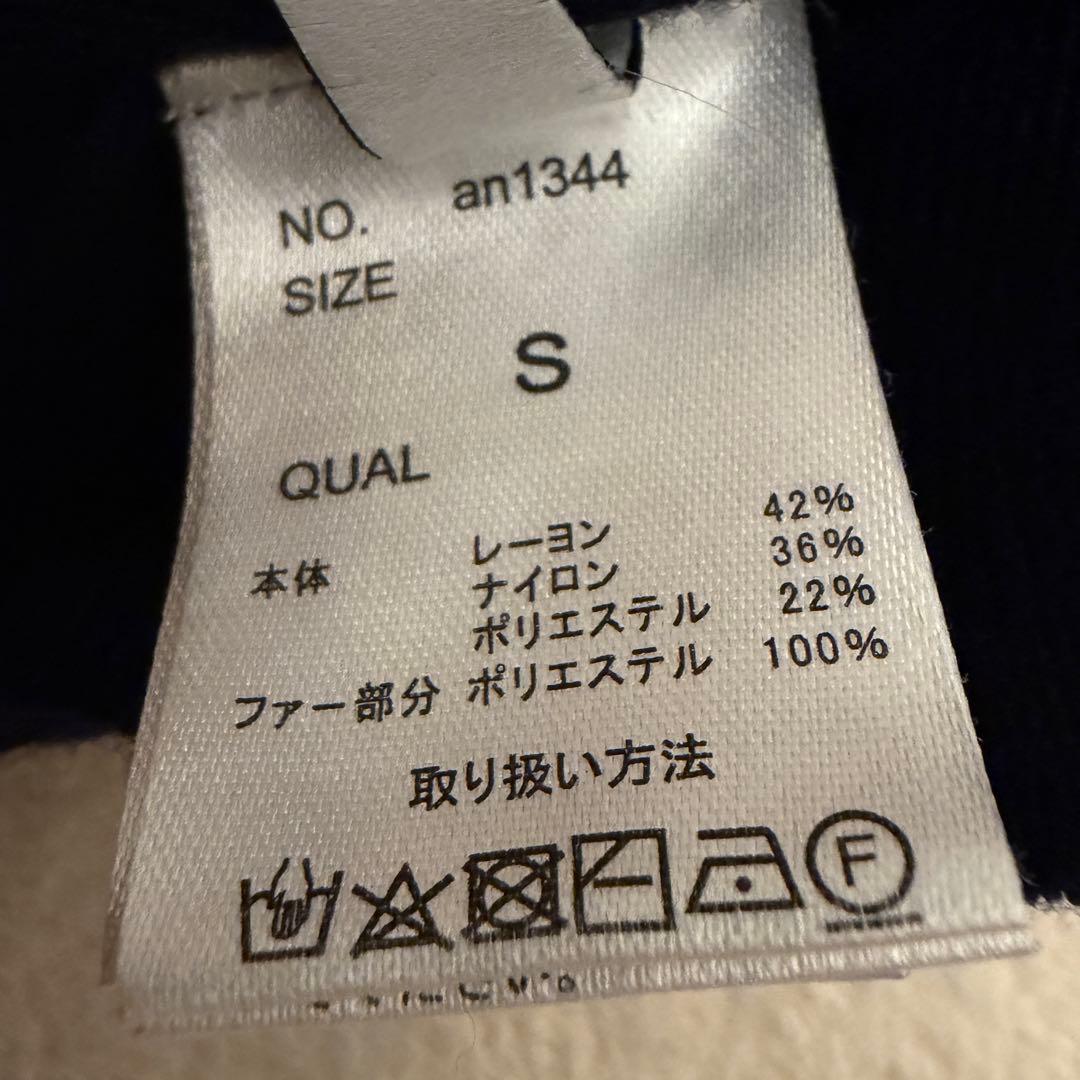 NO. an1344
SIZE
S
QUAL
本体 レーヨン 42%
ナイロン 36%
ポリエステル 22%
ファー部分 ポリエステル 100%
取り扱い方法
F